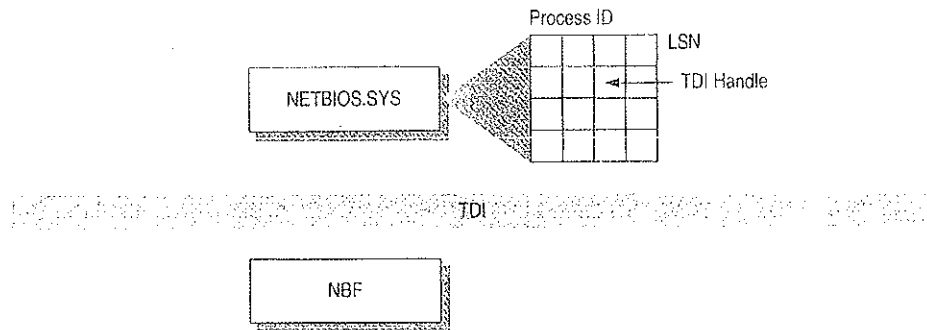 Process ID
LSN
TDI Handle
NETBIOS.SYS
TDI
NBF